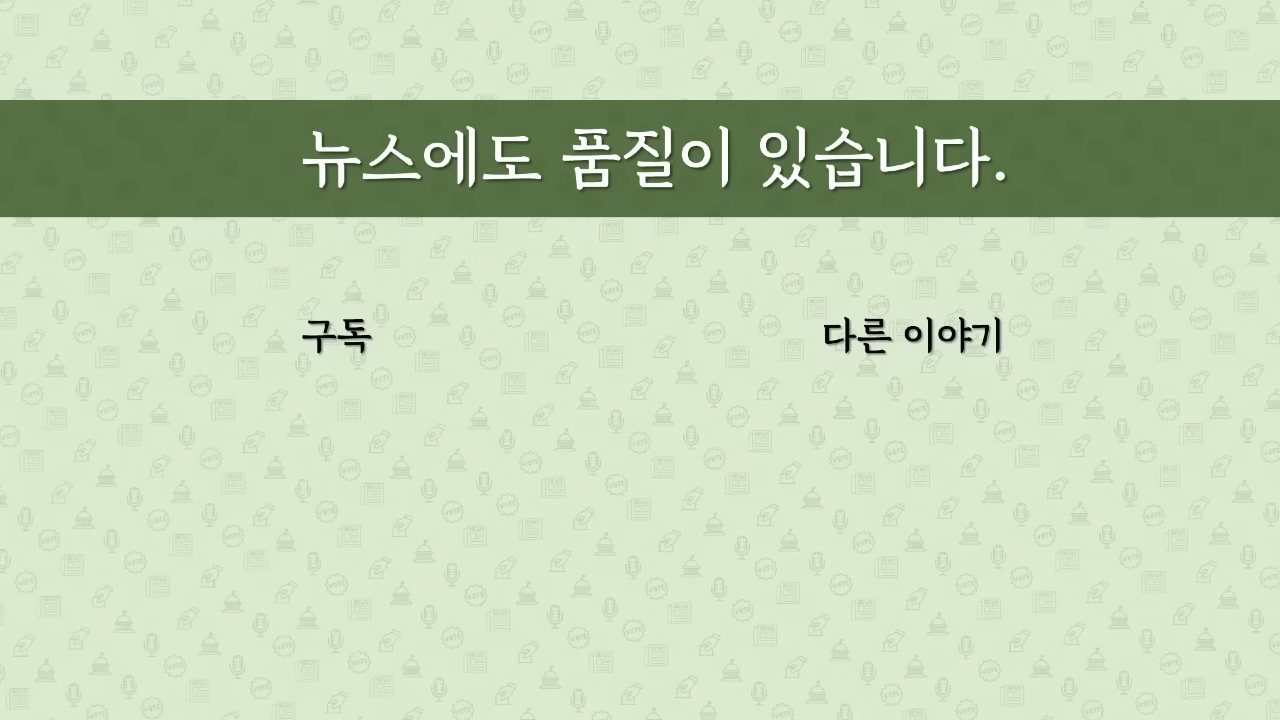 뉴스에도 품질이 있습니다.
구독
다른 이야기